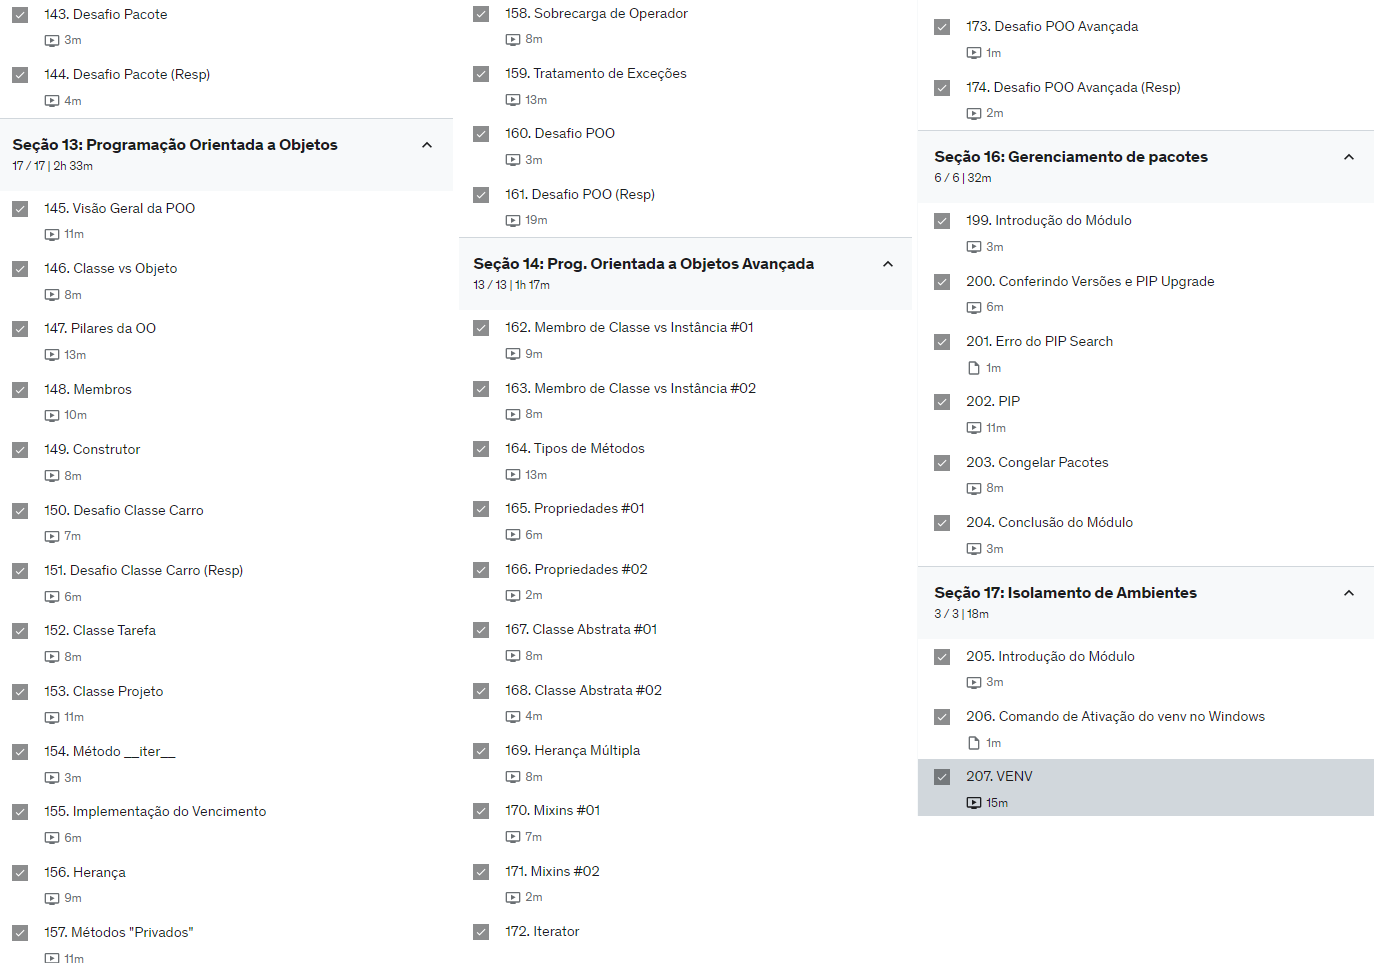 143. Desafio Pacote
3m
144. Desafio Pacote (Resp)
4m
Seção 13: Programação Orientada a Objetos
17 / 17 | 2h 33m
145. Visão Geral da POO
11m
146. Classe vs Objeto
8m
147. Pilares da OO
13m
148. Membros
10m
149. Construtor
8m
150. Desafio Classe Carro
7m
151. Desafio Classe Carro (Resp)
6m
152. Classe Tarefa
8m
153. Classe Projeto
11m
154. Método __iter__
3m
155. Implementação do Vencimento
6m
156. Herança
9m
157. Métodos "Privados"
11m
158. Sobrecarga de Operador
8m
159. Tratamento de Exceções
13m
160. Desafio POO
3m
161. Desafio POO (Resp)
19m
Seção 14: Prog. Orientada a Objetos Avançada
13 / 13 | 1h 17m
162. Membro de Classe vs Instância #01
9m
163. Membro de Classe vs Instância #02
8m
164. Tipos de Métodos
13m
165. Propriedades #01
6m
166. Propriedades #02
2m
167. Classe Abstrata #01
8m
168. Classe Abstrata #02
4m
169. Herança Múltipla
8m
170. Mixins #01
7m
171. Mixins #02
2m
172. Iterator
173. Desafio POO Avançada
1m
174. Desafio POO Avançada (Resp)
2m
Seção 16: Gerenciamento de pacotes
6 / 6 | 32m
199. Introdução do Módulo
3m
200. Conferindo Versões e PIP Upgrade
6m
201. Erro do PIP Search
1m
202. PIP
11m
203. Congelar Pacotes
8m
204. Conclusão do Módulo
3m
Seção 17: Isolamento de Ambientes
3 / 3 | 18m
205. Introdução do Módulo
3m
206. Comando de Ativação do venv no Windows
1m
207. VENV
15m